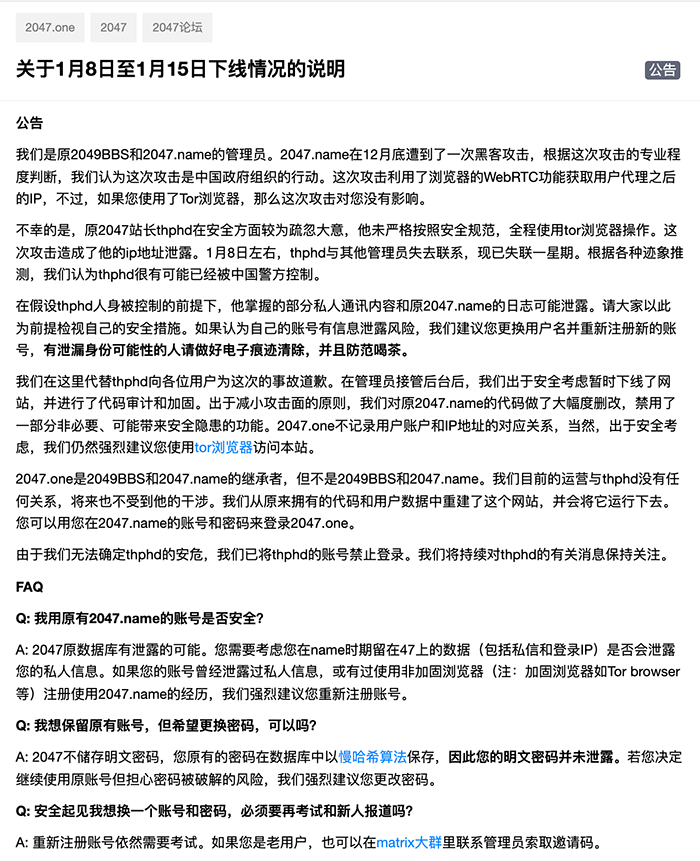 2047.one 2047 2047论坛
关于1月8日至1月15日下线情况的说明 公告
公告
我们是原2049BBS和2047.name的管理员。2047.name在12月底遭到了一次黑客攻击，根据这次攻击的专业程
度判断，我们认为这次攻击是中国政府组织的行动。这次攻击利用了浏览器的WebRTC功能获取用户代理之后
的IP，不过，如果您使用了Tor浏览器，那么这次攻击对您没有影响。
不幸的是，原2047站长thphd在安全方面较为疏忽大意，他未严格按照安全规范，全程使用tor浏览器操作。这
次攻击造成了他的ip地址泄露。1月8日左右，thphd与其他管理员失去联系，现已失联一星期。根据各种迹象推
测，我们认为thphd很有可能已经被中国警方控制。
在假设thphd人身被控制的前提下，他掌握的部分私人通讯内容和原2047.name的日志可能泄露。请大家以此
为前提检视自己的安全措施。如果认为自己的账号有信息泄露风险，我们建议您更换用户名并重新注册新的账
号，有泄漏身份可能性的人请做好电子痕迹清除，并且防范喝茶。
我们在这里代替thphd向各位用户为这次的事故道歉。在管理员接管后台后，我们出于安全考虑暂时下线了网
站，并进行了代码审计和加固。出于减小攻击面的原则，我们对原2047.name的代码做了大幅度删改，禁用了
一部分非必要、可能带来安全隐患的功能。2047.one不记录用户账户和IP地址的对应关系，当然，出于安全考
虑，我们仍然强烈建议您使用tor浏览器访问本站。
2047.one是2049BBS和2047.name的继承者，但不是2049BBS和2047.name。我们目前的运营与thphd没有任
何关系，将来也不受到他的干涉。我们从原来拥有的代码和用户数据中重建了这个网站，并会将它运行下去。
您可以用您在2047.name的账号和密码来登录2047.one。
由于我们无法确定thphd的安危，我们已将thphd的账号禁止登录。我们将持续对thphd的有关消息保持关注。
FAQ
Q: 我用原有2047.name的账号是否安全？
A: 2047原数据库有泄露的可能。您需要考虑您在name时期留在47上的数据（包括私信和登录IP）是否会泄露
您的私人信息。如果您的账号曾经泄露过私人信息，或有过使用非加固浏览器（注：加固浏览器如Tor browser
等）注册使用2047.name的经历，我们强烈建议您重新注册账号。
Q: 我想保留原有账号，但希望更换密码，可以吗？
A: 2047不储存明文密码，您原有的密码在数据库中以慢哈希算法保存，因此您的明文密码并未泄露。若您决定
继续使用原账号但担心密码被破解的风险，我们强烈建议您更改密码。
Q: 安全起见我想换一个账号和密码，必须要再考试和新人报道吗？
A: 重新注册账号依然需要考试。如果您是老用户，也可以在matrix大群里联系管理员索取邀请码。